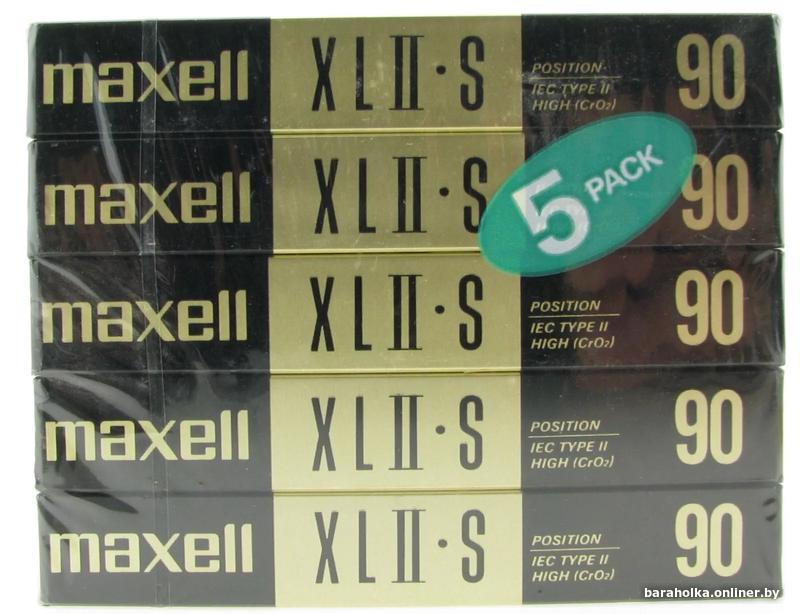 maxell XLII·S POSITION 90
IEC TYPE II
HIGH (CrO₂)
maxell XLII·S 5 PACK 90
maxell XLII·S POSITION 90
IEC TYPE II
HIGH (CrO₂)
maxell XLII·S POSITION 90
IEC TYPE II
HIGH (CrO₂)
maxell XLII·S POSITION 90
IEC TYPE II
HIGH (CrO₂)
baraholka.onliner.by